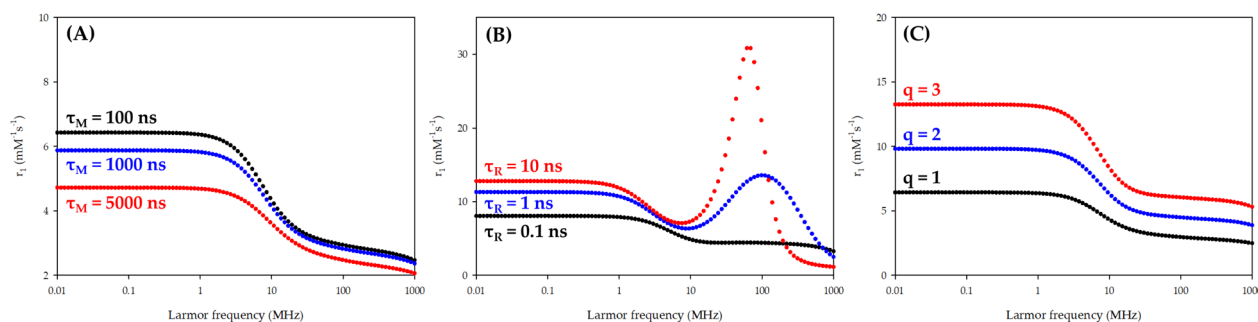 (A)
10
8
6
4
2
r₁ (mM⁻¹s⁻¹)
τM = 100 ns
τM = 1000 ns
τM = 5000 ns
0.01 0.1 1 10 100 1000
Larmor frequency (MHz)
(B)
30
20
10
0
r₁ (mM⁻¹s⁻¹)
τR = 10 ns
τR = 1 ns
τR = 0.1 ns
0.01 0.1 1 10 100 1000
Larmor frequency (MHz)
(C)
20
15
10
5
0
r₁ (mM⁻¹s⁻¹)
q = 3
q = 2
q = 1
0.01 0.1 1 10 100 1000
Larmor frequency (MHz)